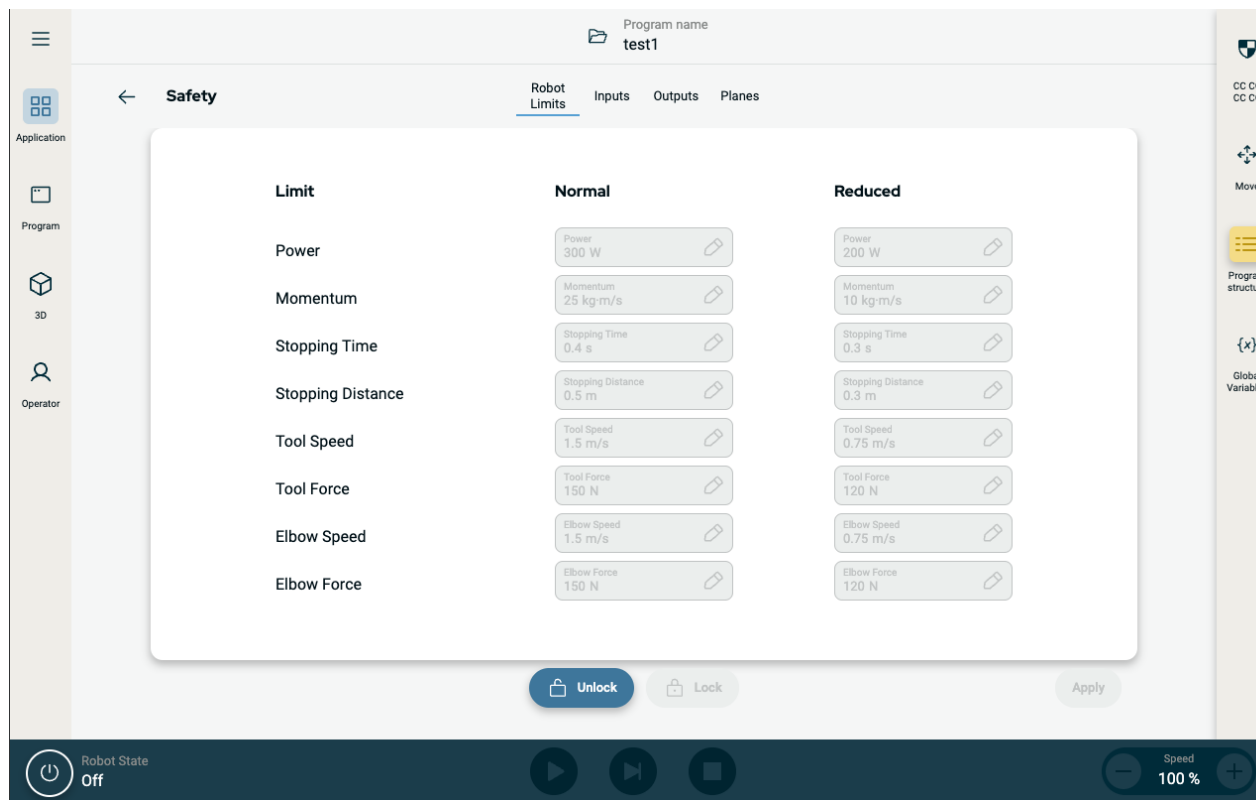 Program name
test1
Safety
Robot
Limits
Inputs
Outputs
Planes
Application
Program
3D
Operator
Limit
Normal
Reduced
Power
Power
300 W
Power
200 W
Momentum
Momentum
25 kg·m/s
Momentum
10 kg·m/s
Stopping Time
Stopping Time
0.4 s
Stopping Time
0.3 s
Stopping Distance
Stopping Distance
0.5 m
Stopping Distance
0.3 m
Tool Speed
Tool Speed
1.5 m/s
Tool Speed
0.75 m/s
Tool Force
Tool Force
150 N
Tool Force
120 N
Elbow Speed
Elbow Speed
1.5 m/s
Elbow Speed
0.75 m/s
Elbow Force
Elbow Force
150 N
Elbow Force
120 N
Unlock
Lock
Apply
CC
CC
Move
{x}
Robot State
Off
Speed
100 %